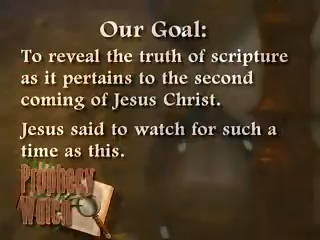 Our Goal:
To reveal the truth of scripture
as it pertains to the second
coming of Jesus Christ.
Jesus said to watch for such a
time as this.
Prophecy
Watch